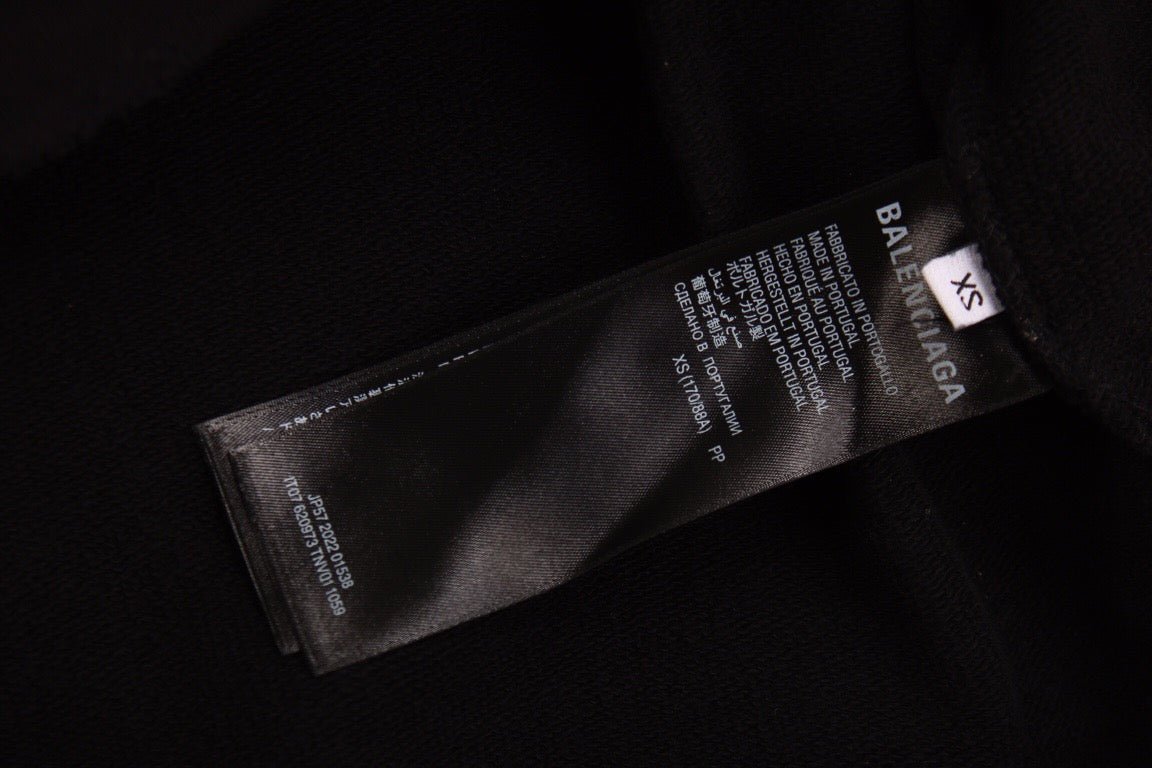 BALENCIAGA
XS
FABBRICATO IN PORTOGALLO
MADE IN PORTUGAL
FABRIQUÉ AU PORTUGAL
HECHO EN PORTUGAL
HERGESTELLT IN PORTUGAL
FABRICADO EM PORTUGAL
ポルトガル製
صنع في البرتغال
葡萄牙制造
СДЕЛАНО В ПОРТУГАЛИИ
XS (170/88A) PP
JP57 2022 01538
IT07 620973 TNV01 1059